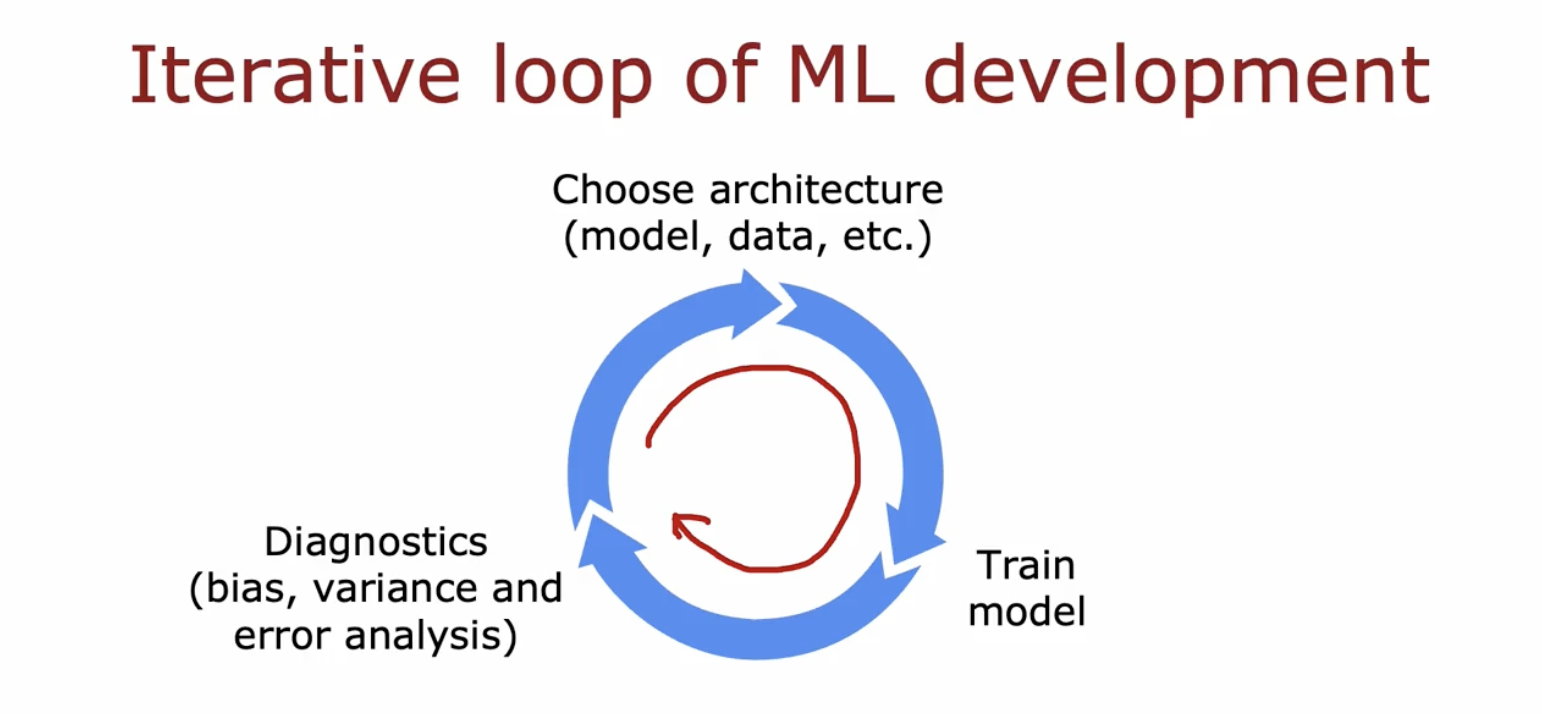 Iterative loop of ML development
Choose architecture
(model, data, etc.)
Train
model
Diagnostics
(bias, variance and
error analysis)